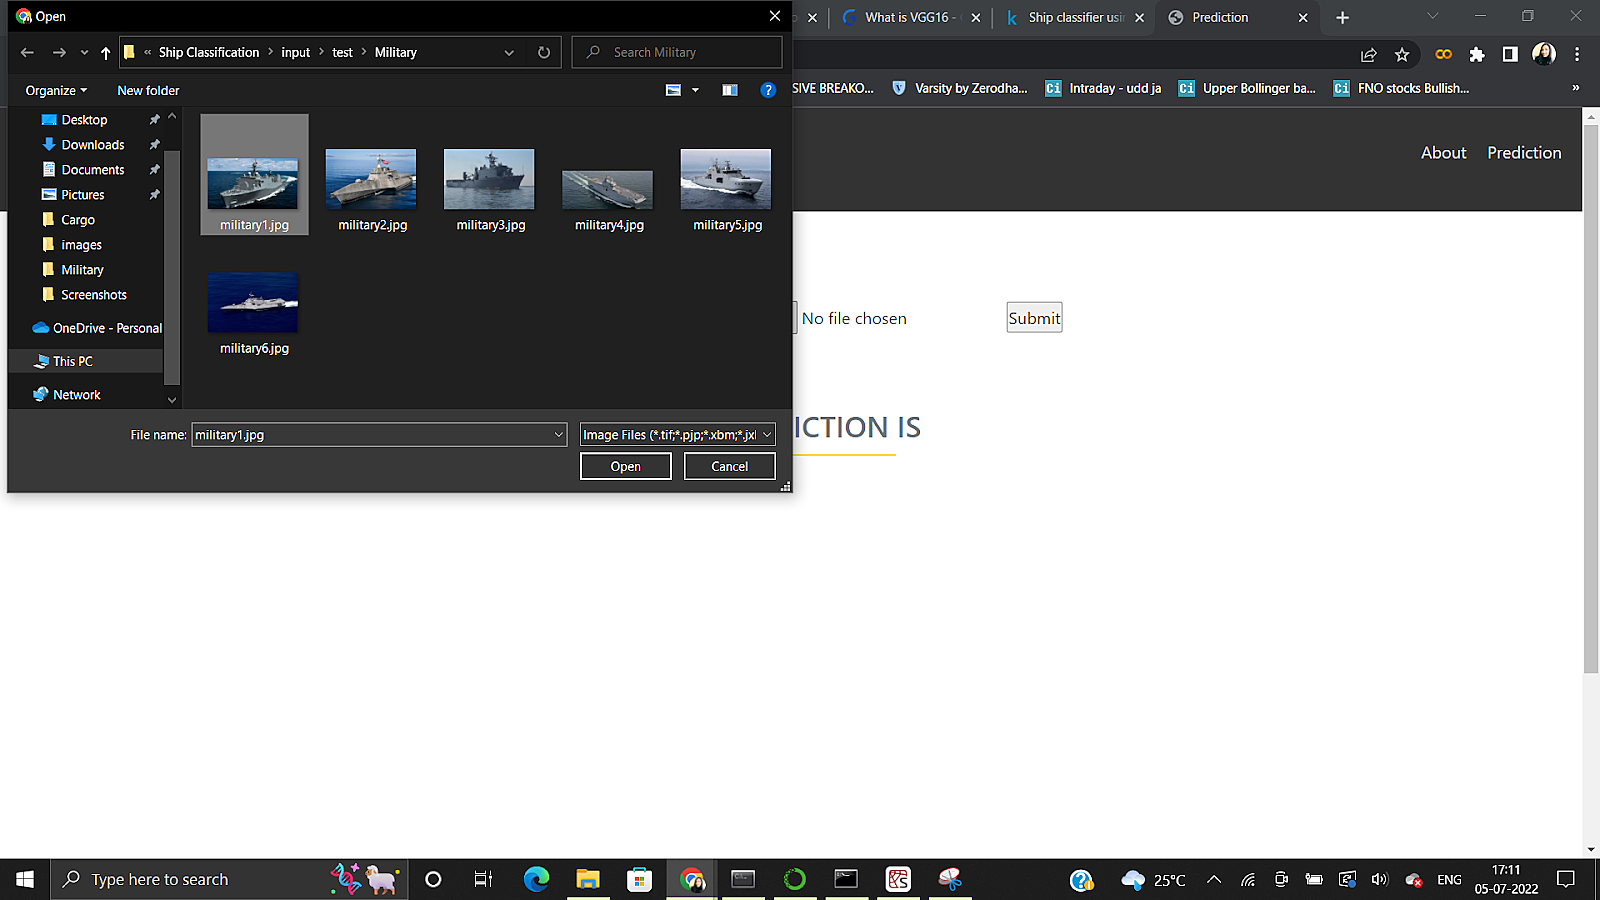 Open
What is VGG16 -
Ship classifier usi
Prediction
« Ship Classification > input > test > Military
Search Military
Organize
New folder
SIVE BREAKO...
Varsity by Zerodha...
Intraday - udd ja
Upper Bollinger ba...
FNO stocks Bullish...
Desktop
Downloads
Documents
Pictures
Cargo
images
Military
Screenshots
OneDrive - Personal
This PC
Network
military1.jpg
military2.jpg
military3.jpg
military4.jpg
military5.jpg
military6.jpg
File name: military1.jpg
Image Files (*.tif;*.pjp;*.xbm;*.jxl
Open
Cancel
About
Prediction
No file chosen
Submit
ICTION IS
Type here to search
25°C
ENG
17:11
05-07-2022